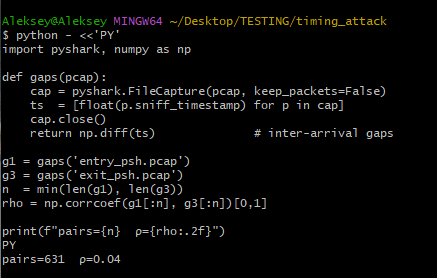 Aleksey@Aleksey MINGW64 ~/Desktop/TESTING/timing_attack
$ python - <<'PY'
import pyshark, numpy as np

def gaps(pcap):
    cap = pyshark.FileCapture(pcap, keep_packets=False)
    ts  = [float(p.sniff_timestamp) for p in cap]
    cap.close()
    return np.diff(ts)            # inter-arrival gaps

g1 = gaps('entry_psh.pcap')
g3 = gaps('exit_psh.pcap')
n  = min(len(g1), len(g3))
rho = np.corrcoef(g1[:n], g3[:n])[0,1]

print(f"pairs={n}  ρ={rho:.2f}")
PY
pairs=631  ρ=0.04